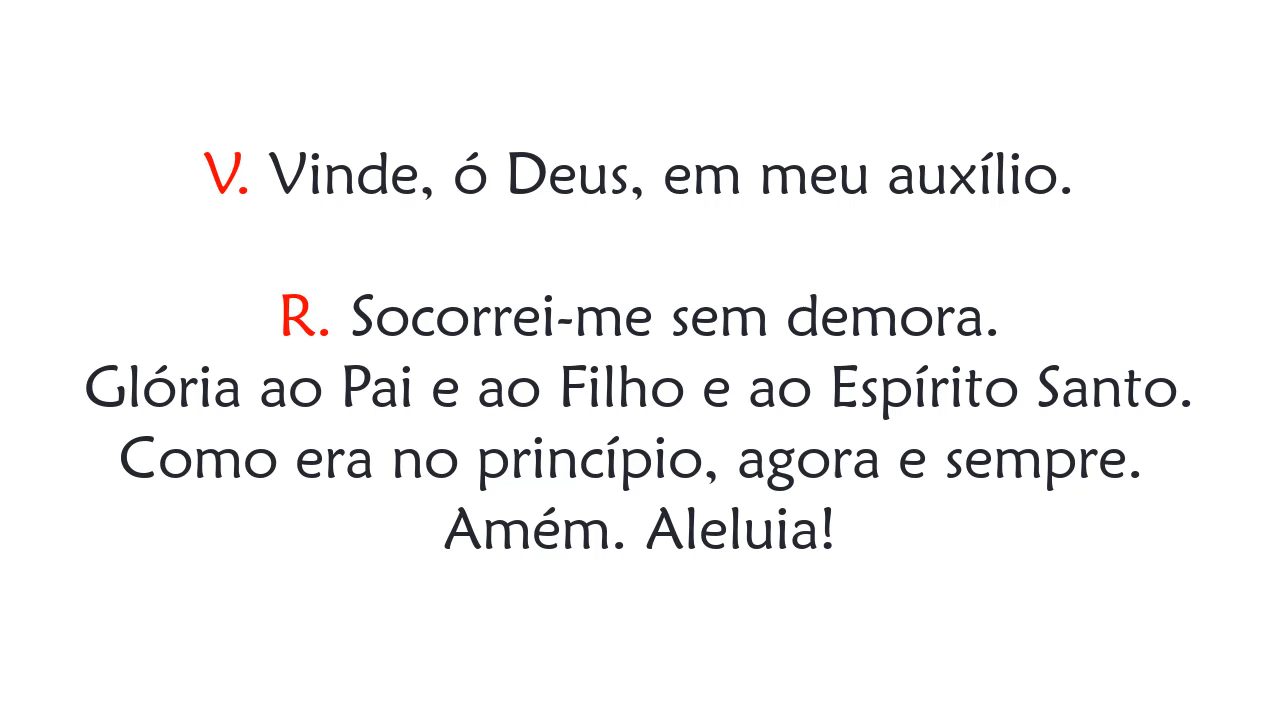 V. Vinde, ó Deus, em meu auxílio.
R. Socorrei-me sem demora.
Glória ao Pai e ao Filho e ao Espírito Santo.
Como era no princípio, agora e sempre.
Amém. Aleluia!